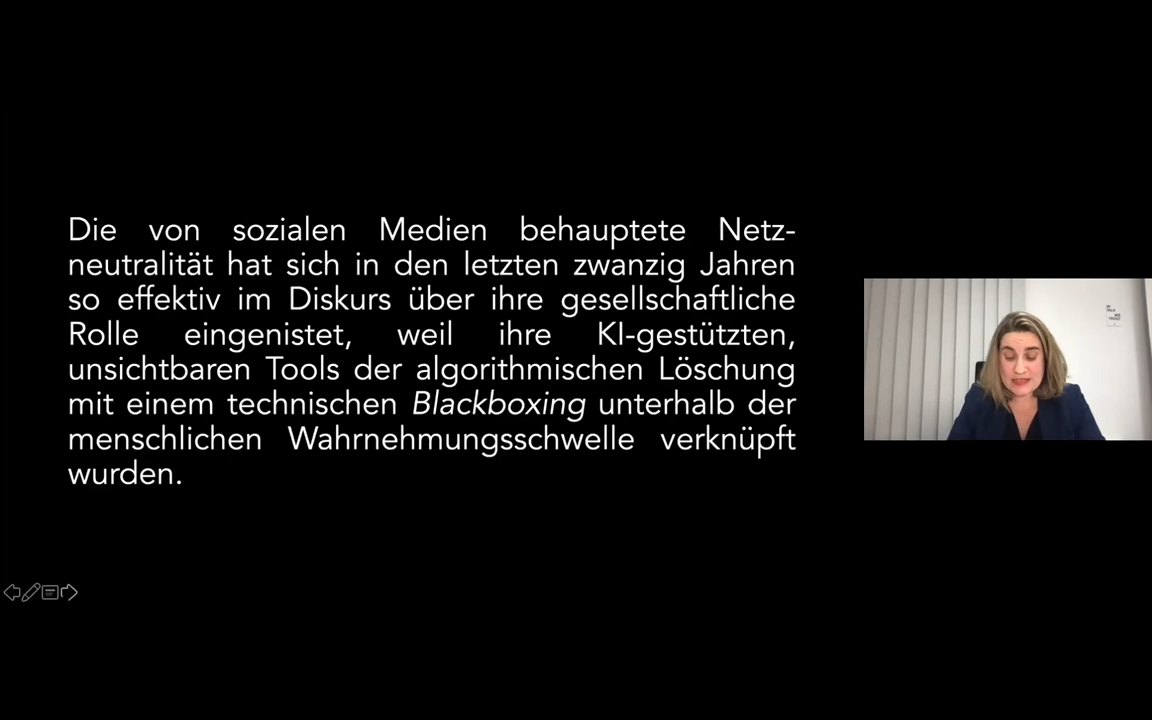 Die von sozialen Medien behauptete Netz-
neutralität hat sich in den letzten zwanzig Jahren
so effektiv im Diskurs über ihre gesellschaftliche
Rolle eingenistet, weil ihre KI-gestützten,
unsichtbaren Tools der algorithmischen Löschung
mit einem technischen Blackboxing unterhalb der
menschlichen Wahrnehmungsschwelle verknüpft
wurden.